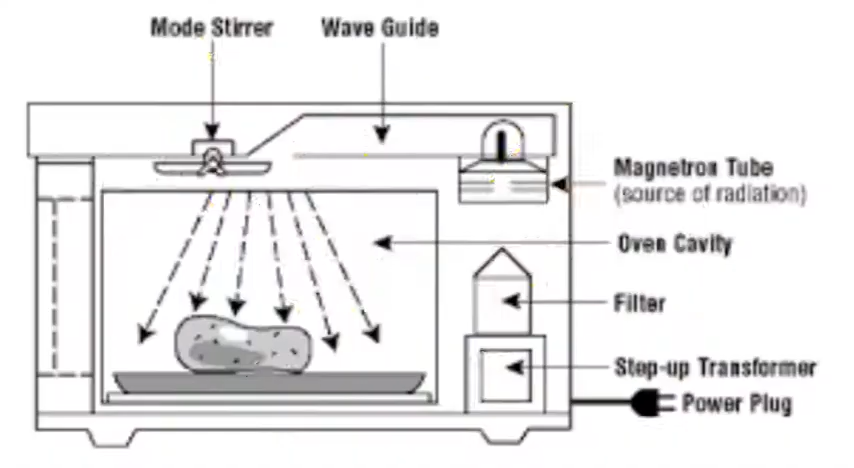 Mode Stirrer
Wave Guide
Magnetron Tube
(source of radiation)
Oven Cavity
Filter
Step-up Transformer
Power Plug